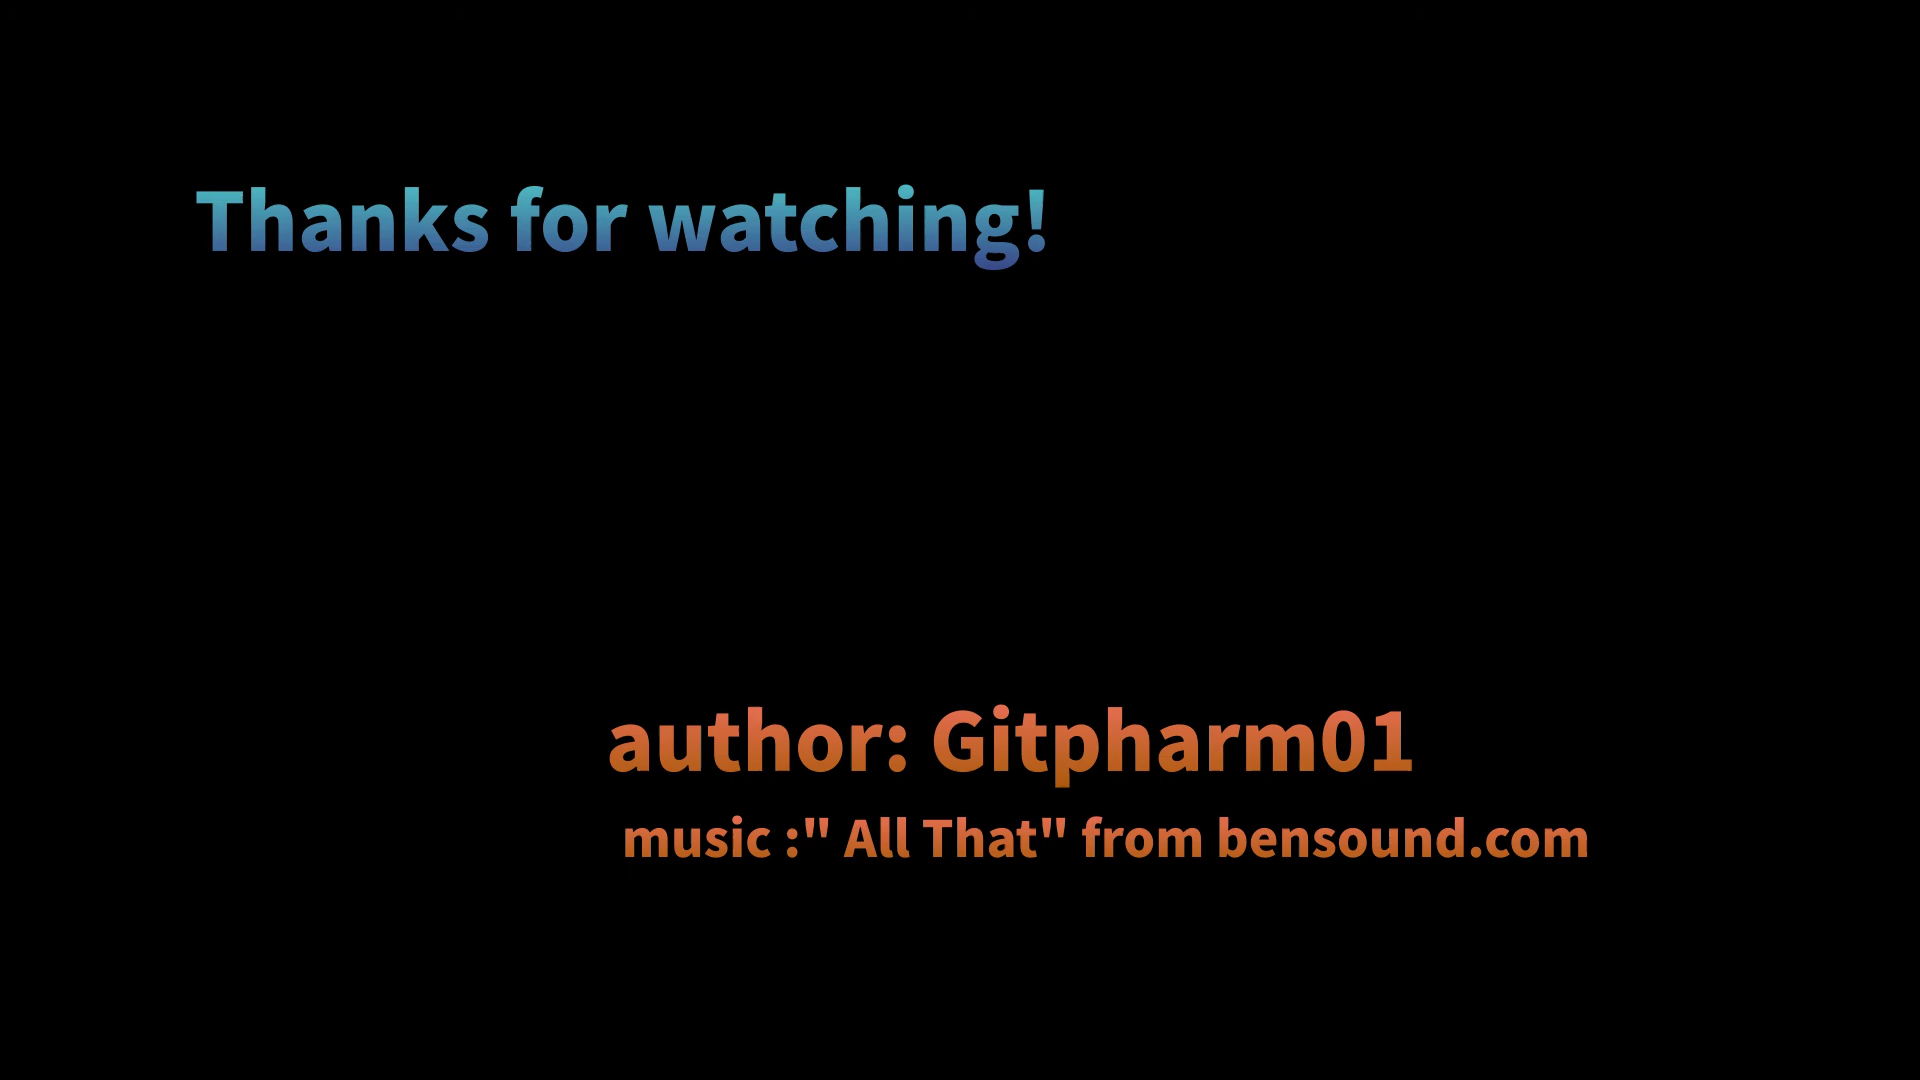 Thanks for watching!
author: Gitpharm01
music :" All That" from bensound.com